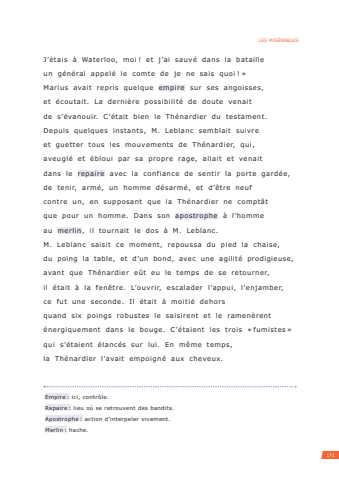 LES MISÉRABLES
J'étais à Waterloo, moi ! et j'ai sauvé dans la bataille
un général appelé le comte de je ne sais quoi ! »
Marius avait repris quelque empire sur ses angoisses,
et écoutait. La dernière possibilité de doute venait
de s'évanouir. C'était bien le Thénardier du testament.
Depuis quelques instants, M. Leblanc semblait suivre
et guetter tous les mouvements de Thénardier, qui,
aveuglé et ébloui par sa propre rage, allait et venait
dans le repaire avec la confiance de sentir la porte gardée,
de tenir, armé, un homme désarmé, et d'être neuf
contre un, en supposant que la Thénardier ne comptât
que pour un homme. Dans son apostrophe à l'homme
au merlin, il tournait le dos à M. Leblanc.
M. Leblanc saisit ce moment, repoussa du pied la chaise,
du poing la table, et d'un bond, avec une agilité prodigieuse,
avant que Thénardier eût eu le temps de se retourner,
il était à la fenêtre. L'ouvrir, escalader l'appui, l'enjamber,
ce fut une seconde. Il était à moitié dehors
quand six poings robustes le saisirent et le ramenèrent
énergiquement dans le bouge. C'étaient les trois « fumistes »
qui s'étaient élancés sur lui. En même temps,
la Thénardier l'avait empoigné aux cheveux.
Empire : ici, contrôle.
Repaire : lieu où se retrouvent des bandits.
Apostrophe : action d'interpeler vivement.
Merlin : hache.
171